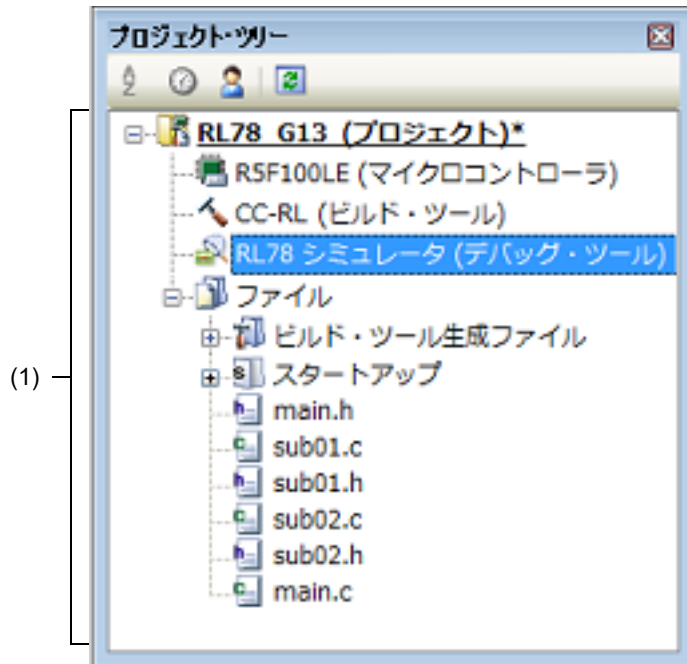 プロジェクト・ツリー
RL78_G13 (プロジェクト)*
R5F100LE (マイクロコントローラ)
CC-RL (ビルド・ツール)
RL78 シミュレータ (デバッグ・ツール)
ファイル
ビルド・ツール生成ファイル
スタートアップ
(1)
main.h
sub01.c
sub01.h
sub02.c
sub02.h
main.c